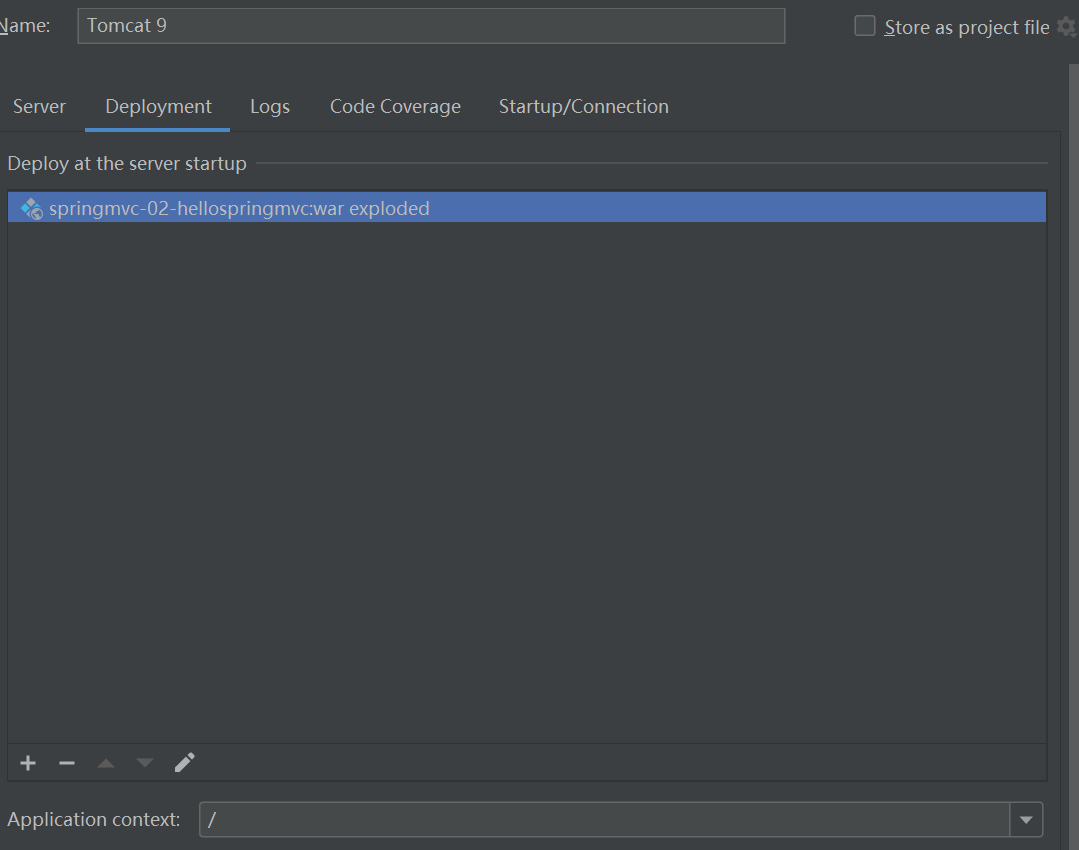 Name: Tomcat 9 Store as project file
Server Deployment Logs Code Coverage Startup/Connection
Deploy at the server startup
springmvc-02-hellospringmvc:war exploded
Application context: /